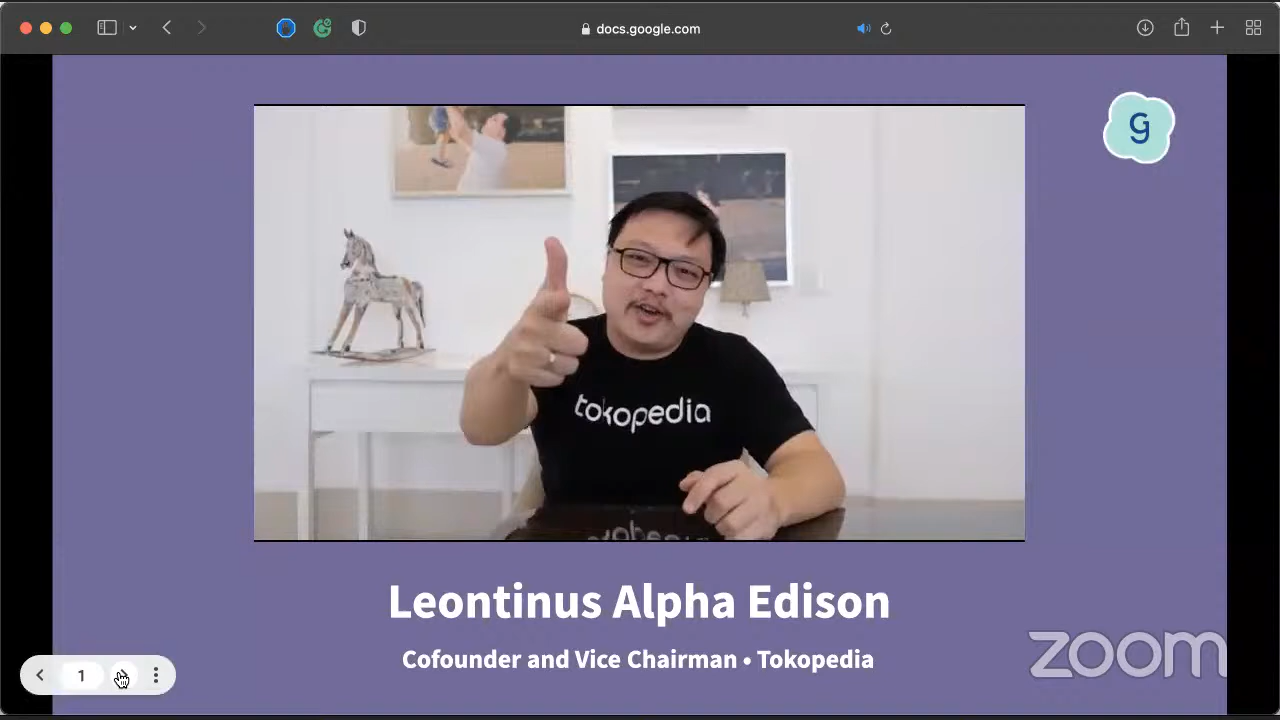 docs.google.com
g
tokopedia
Leontinus Alpha Edison
Cofounder and Vice Chairman • Tokopedia
zoom
1